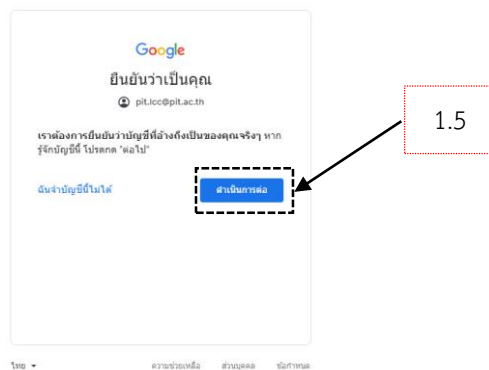 Google
ยืนยันว่าเป็นคุณ
pit.lcc@pit.ac.th
เราต้องการยืนยันว่าบัญชีที่อ้างถึงเป็นของคุณจริงๆ หาก
รู้จักบัญชีนี้ โปรดกด 'ต่อไป'
ฉันจำบัญชีนี้ไม่ได้
ดำเนินการต่อ
1.5
ไทย
ความช่วยเหลือ ส่วนบุคคล ข้อกำหนด